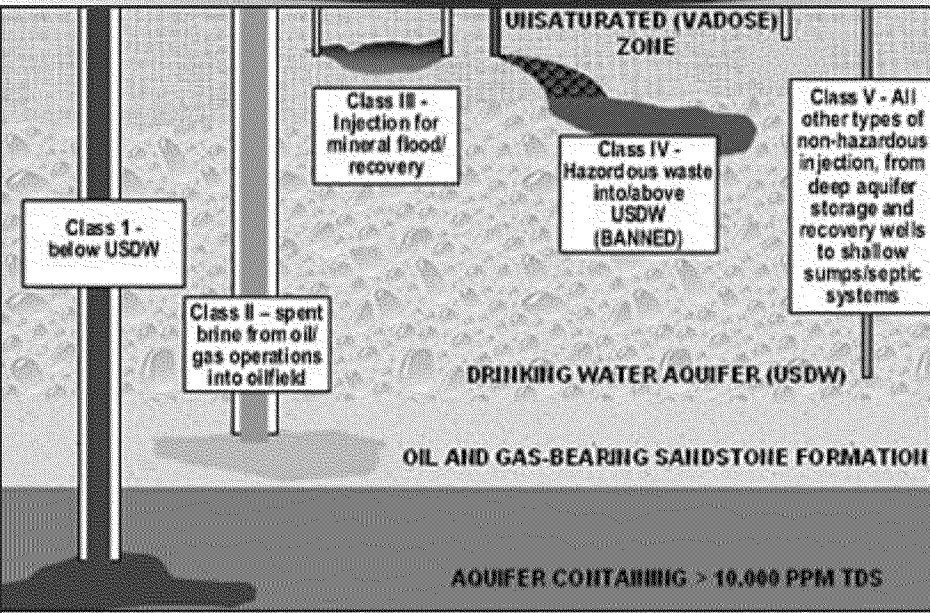 UNSATURATED (VADOSE)
ZONE
Class III -
Injection for
mineral flood/
recovery
Class IV -
Hazordous waste
into/above
USDW
(BANNED)
Class V - All
other types of
non-hazardous
injection, from
deep aquifer
storage and
recovery wells
to shallow
sumps/septic
systems
Class 1 -
below USDW
Class II – spent
brine from oil/
gas operations
into oilfield
DRINKING WATER AQUIFER (USDW)
OIL AND GAS-BEARING SANDSTONE FORMATION
AQUIFER CONTAINING > 10,000 PPM TDS